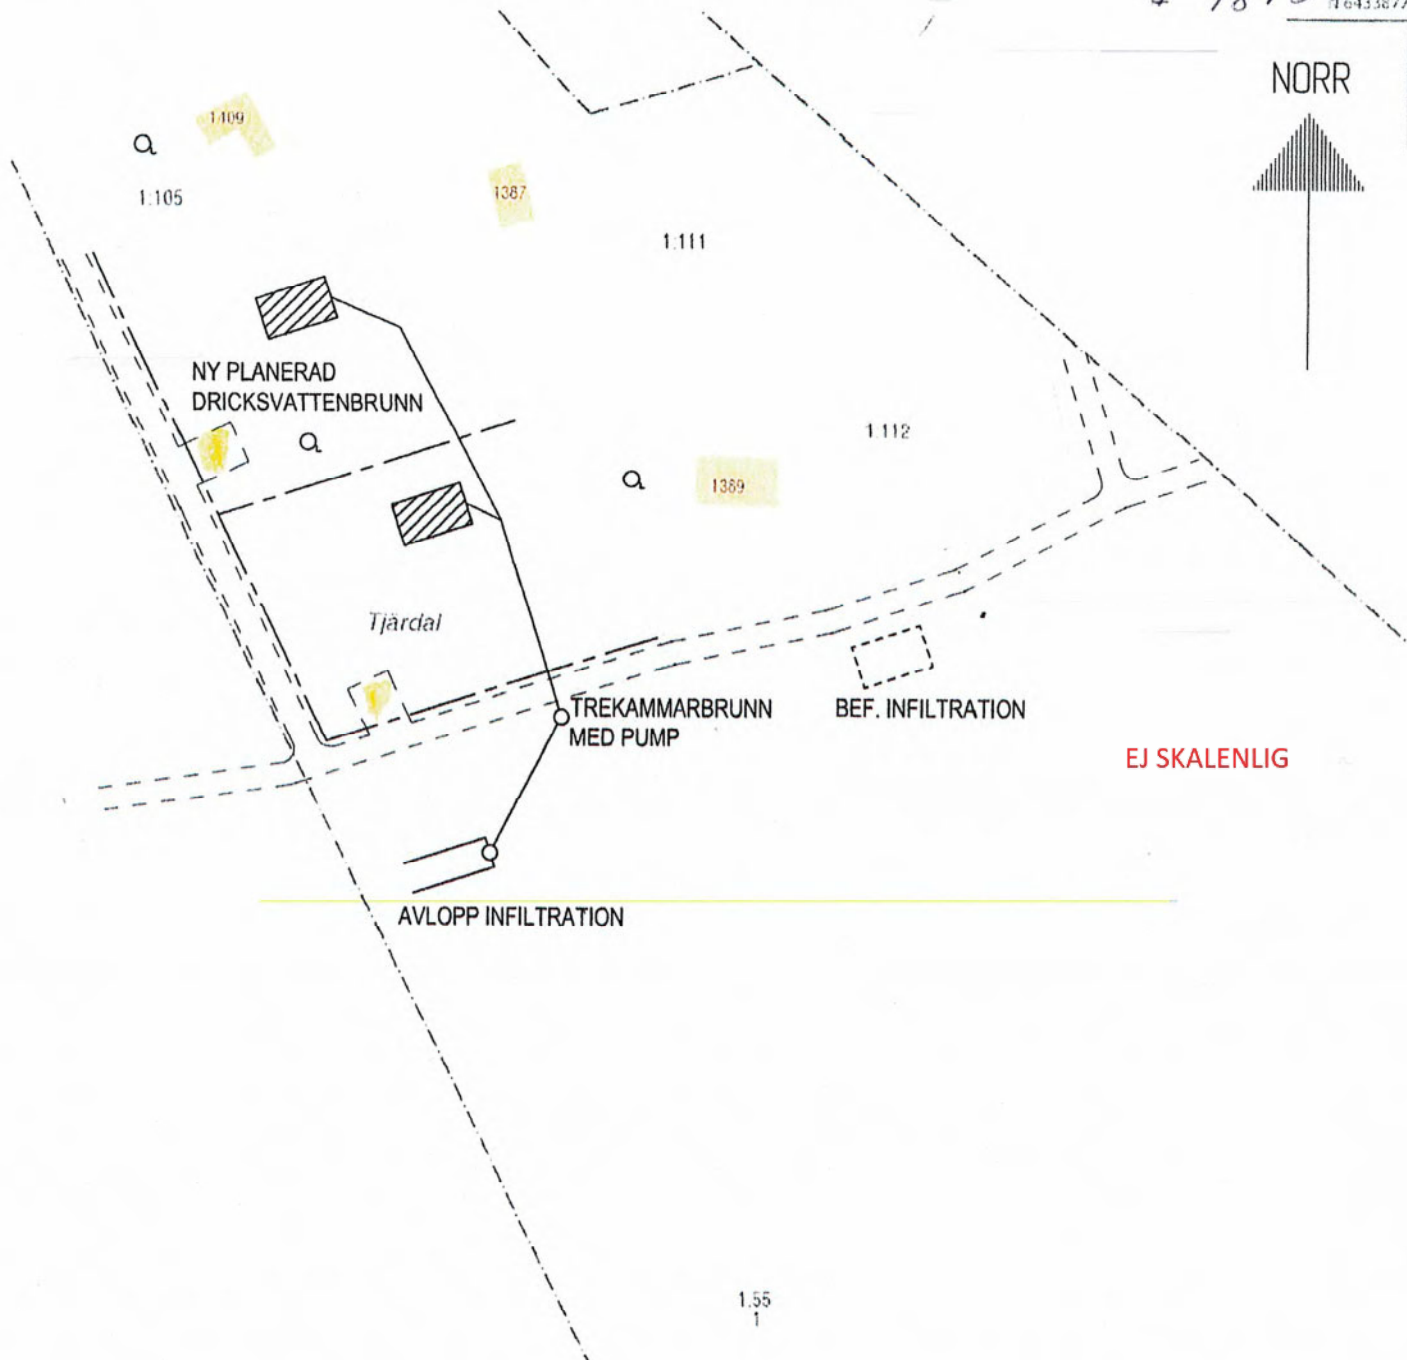 NORR
1409
1:105
1387
1:111
NY PLANERAD
DRICKSVATTENBRUNN
1:112
1389
Tjärdal
TREKAMMARBRUNN
MED PUMP
BEF. INFILTRATION
EJ SKALENLIG
AVLOPP INFILTRATION
1:55
1